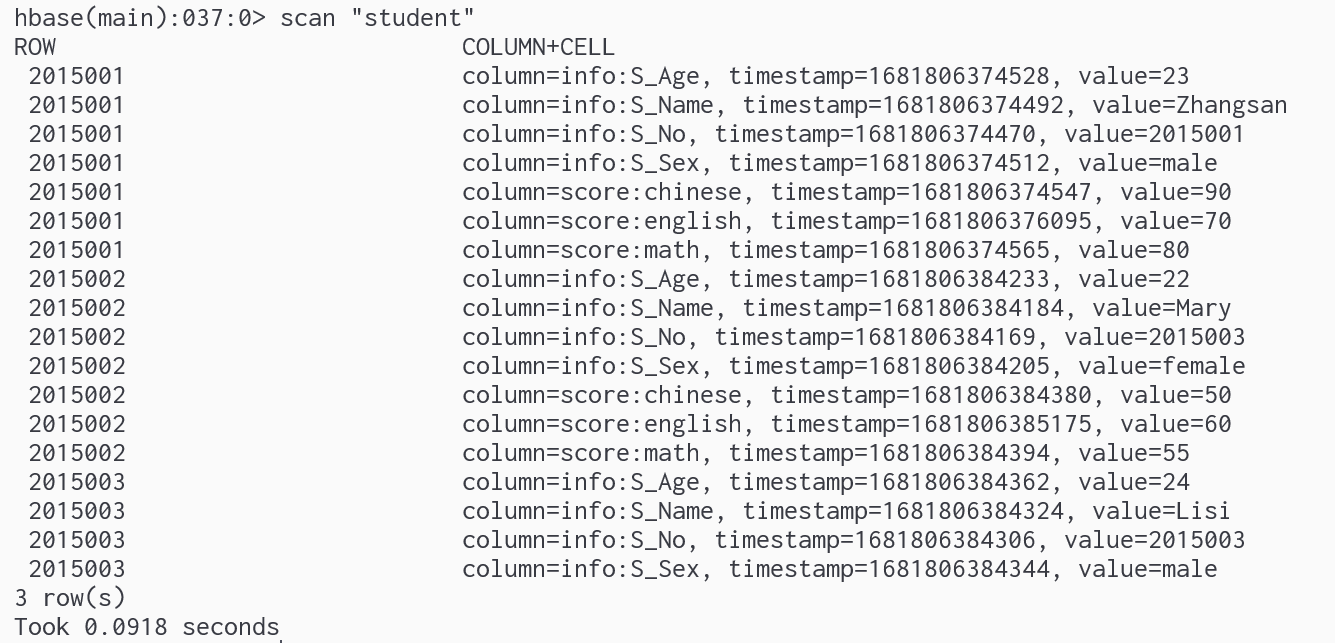 hbase(main):037:0> scan "student"
ROW COLUMN+CELL
2015001 column=info:S_Age, timestamp=1681806374528, value=23
2015001 column=info:S_Name, timestamp=1681806374492, value=Zhangsan
2015001 column=info:S_No, timestamp=1681806374470, value=2015001
2015001 column=info:S_Sex, timestamp=1681806374512, value=male
2015001 column=score:chinese, timestamp=1681806374547, value=90
2015001 column=score:english, timestamp=1681806376095, value=70
2015001 column=score:math, timestamp=1681806374565, value=80
2015002 column=info:S_Age, timestamp=1681806384233, value=22
2015002 column=info:S_Name, timestamp=1681806384184, value=Mary
2015002 column=info:S_No, timestamp=1681806384169, value=2015003
2015002 column=info:S_Sex, timestamp=1681806384205, value=female
2015002 column=score:chinese, timestamp=1681806384380, value=50
2015002 column=score:english, timestamp=1681806385175, value=60
2015002 column=score:math, timestamp=1681806384394, value=55
2015003 column=info:S_Age, timestamp=1681806384362, value=24
2015003 column=info:S_Name, timestamp=1681806384324, value=Lisi
2015003 column=info:S_No, timestamp=1681806384306, value=2015003
2015003 column=info:S_Sex, timestamp=1681806384344, value=male
3 row(s)
Took 0.0918 seconds